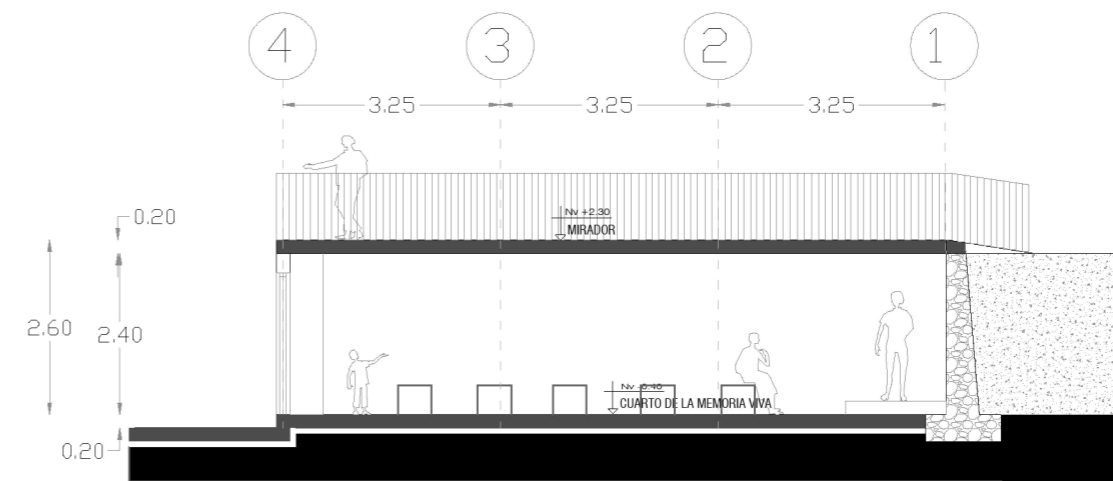 4 3 2 1
3.25 3.25 3.25
0.20
Nv +2.30
MIRADOR
2.60 2.40
CUARTO DE LA MEMORIA VIVA
0.20